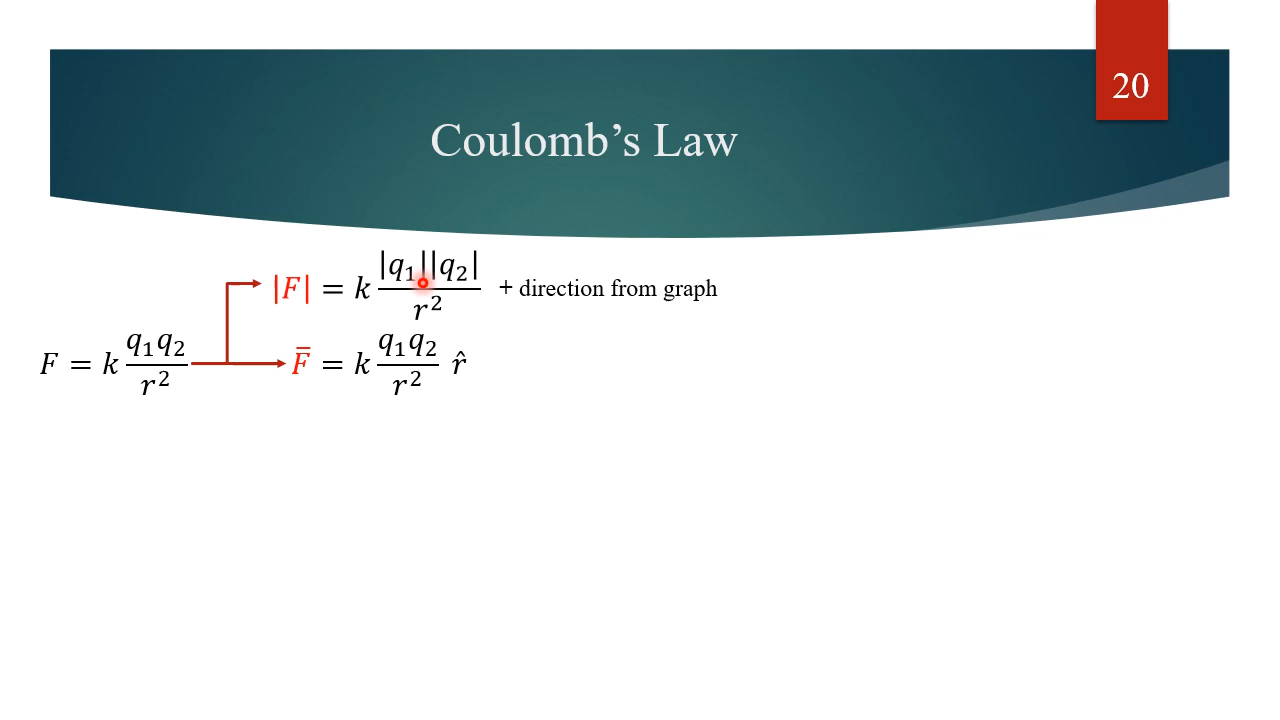 20
Coulomb’s Law
|F| = k |q₁||q₂| / r² + direction from graph
F = k q₁q₂ / r²
F̅ = k q₁q₂ / r² r̂